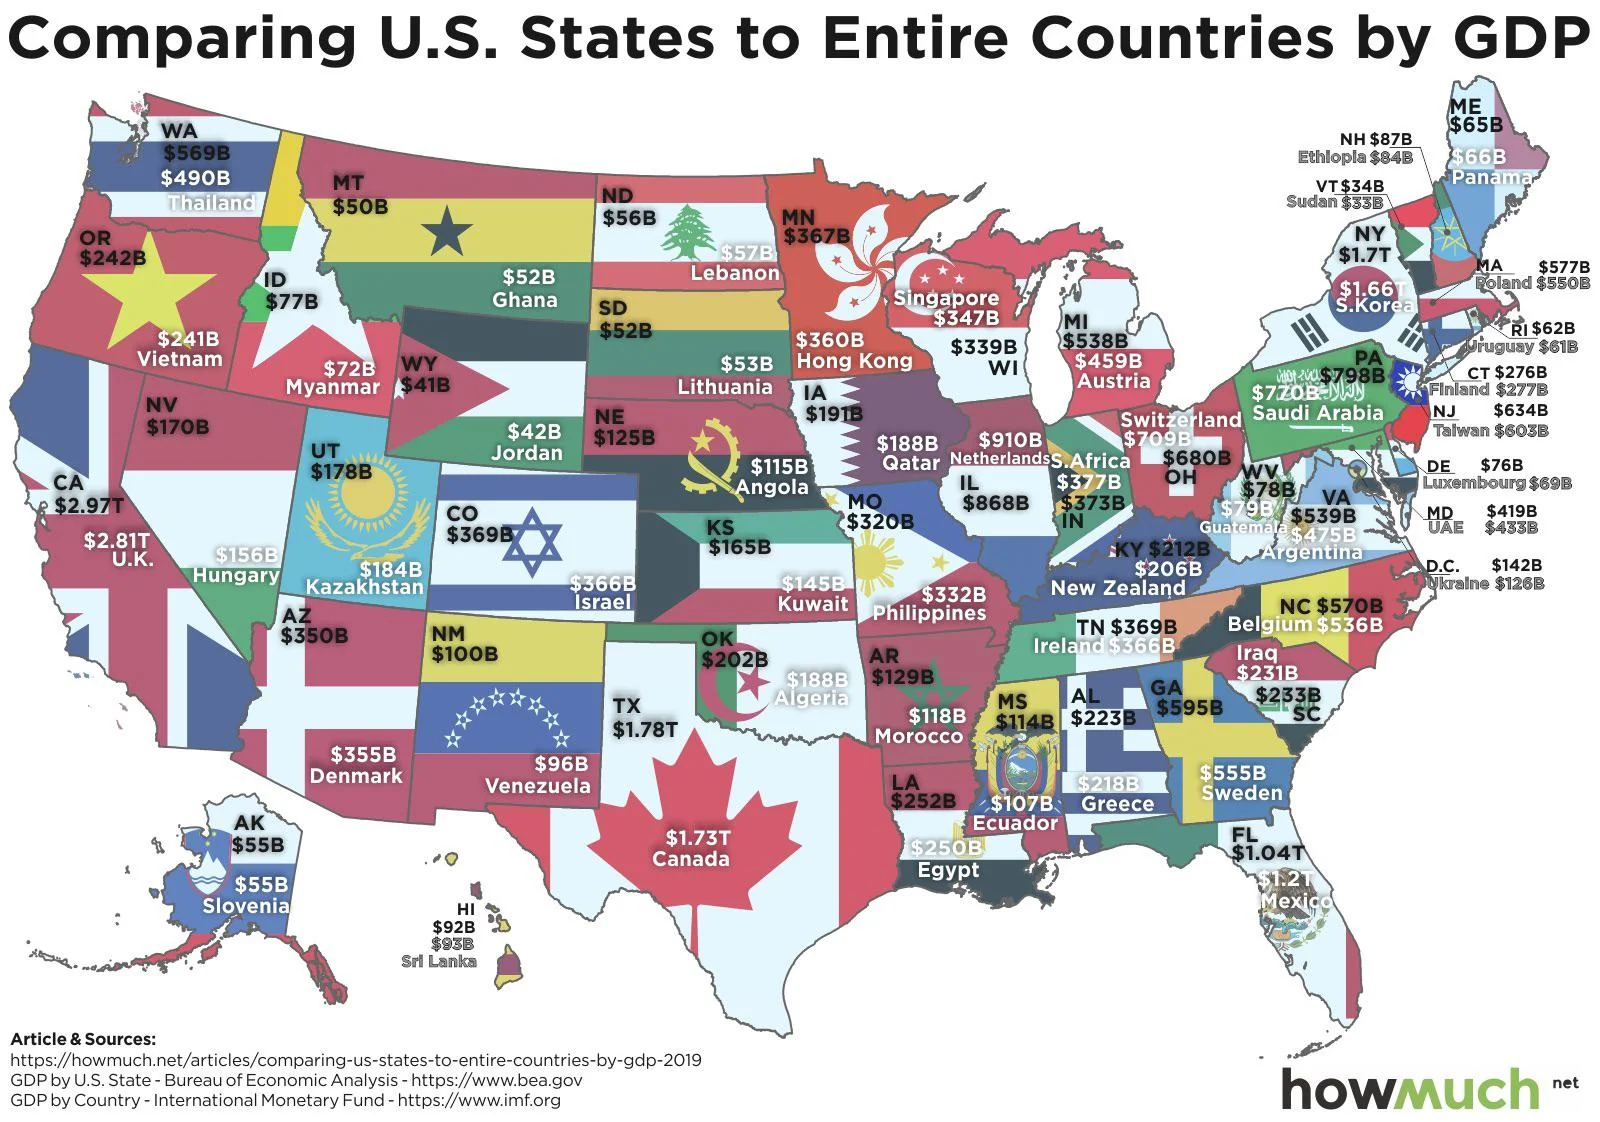 Comparing U.S. States to Entire Countries by GDP
WA
$569B
$490B
Thailand
OR
$242B
$241B
Vietnam
ID
$77B
$72B
Myanmar
MT
$50B
$52B
Ghana
WY
$41B
$42B
Jordan
ND
$56B
$57B
Lebanon
SD
$52B
$53B
Lithuania
NE
$125B
$115B
Angola
MN
$367B
$360B
Hong Kong
Singapore
$347B
$339B
WI
MI
$538B
$459B
Austria
IA
$191B
$188B
Qatar
$910B
Netherlands
IL
$868B
S.Africa
$377B
$373B
IN
Switzerland
$709B
$680B
OH
PA
$798B
$770B
Saudi Arabia
NY
$1.7T
$1.66T
S.Korea
ME
$65B
$66B
Panama
NH $87B
Ethiopia $84B
VT $34B
Sudan $33B
MA $577B
Poland $550B
RI $62B
Uruguay $61B
CT $276B
Finland $277B
NJ $634B
Taiwan $603B
DE $76B
Luxembourg $69B
MD $419B
UAE $433B
D.C. $142B
Ukraine $126B
CA
$2.97T
$2.81T
U.K.
NV
$170B
$156B
Hungary
UT
$178B
$184B
Kazakhstan
CO
$369B
$366B
Israel
KS
$165B
$145B
Kuwait
MO
$320B
$332B
Philippines
KY $212B
$206B
New Zealand
WV
$78B
$79B
Guatemala
VA
$539B
$475B
Argentina
NC $570B
Belgium $536B
TN $369B
Ireland $366B
Iraq
$231B
$233B
SC
AZ
$350B
$355B
Denmark
NM
$100B
$96B
Venezuela
OK
$202B
$188B
Algeria
TX
$1.78T
$1.73T
Canada
AR
$129B
$118B
Morocco
LA
$252B
$250B
Egypt
MS
$114B
$107B
Ecuador
AL
$223B
$218B
Greece
GA
$595B
$555B
Sweden
FL
$1.04T
$1.2T
Mexico
AK
$55B
$55B
Slovenia
HI
$92B
$93B
Sri Lanka
Article & Sources:
https://howmuch.net/articles/comparing-us-states-to-entire-countries-by-gdp-2019
GDP by U.S. State - Bureau of Economic Analysis - https://www.bea.gov
GDP by Country - International Monetary Fund - https://www.imf.org
howmuch net